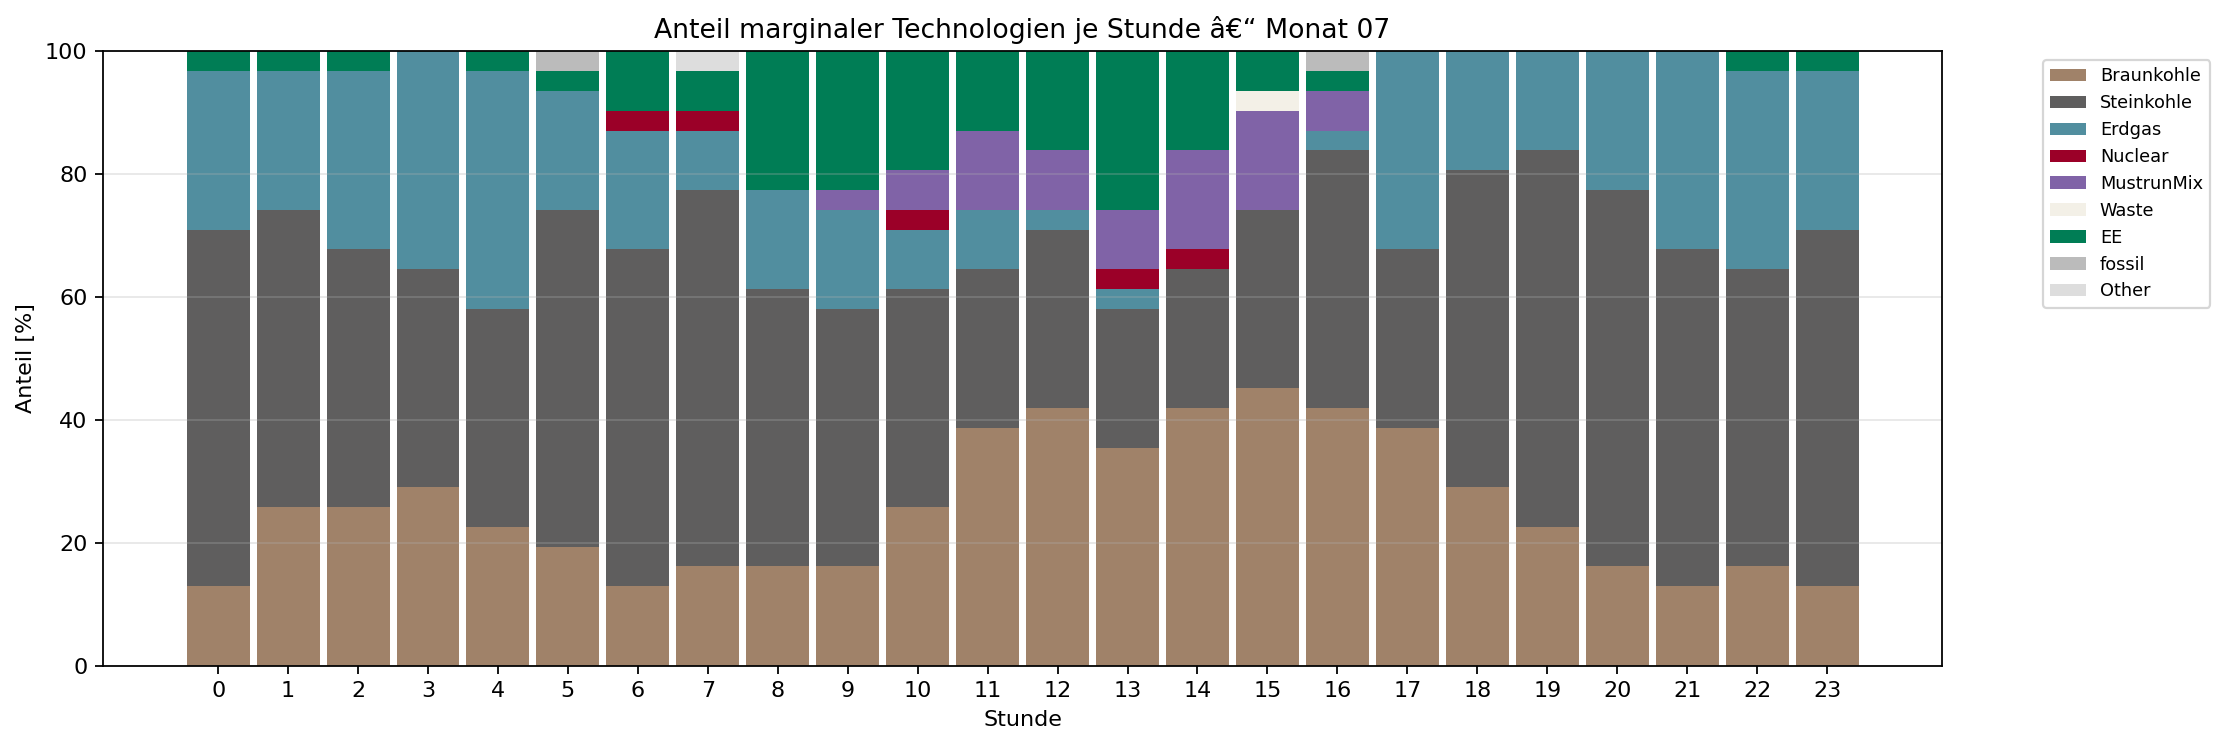 Anteil marginaler Technologien je Stunde â€“ Monat 07
Anteil [%]
100
80
60
40
20
0
0 1 2 3 4 5 6 7 8 9 10 11 12 13 14 15 16 17 18 19 20 21 22 23
Stunde
Braunkohle
Steinkohle
Erdgas
Nuclear
MustrunMix
Waste
EE
fossil
Other